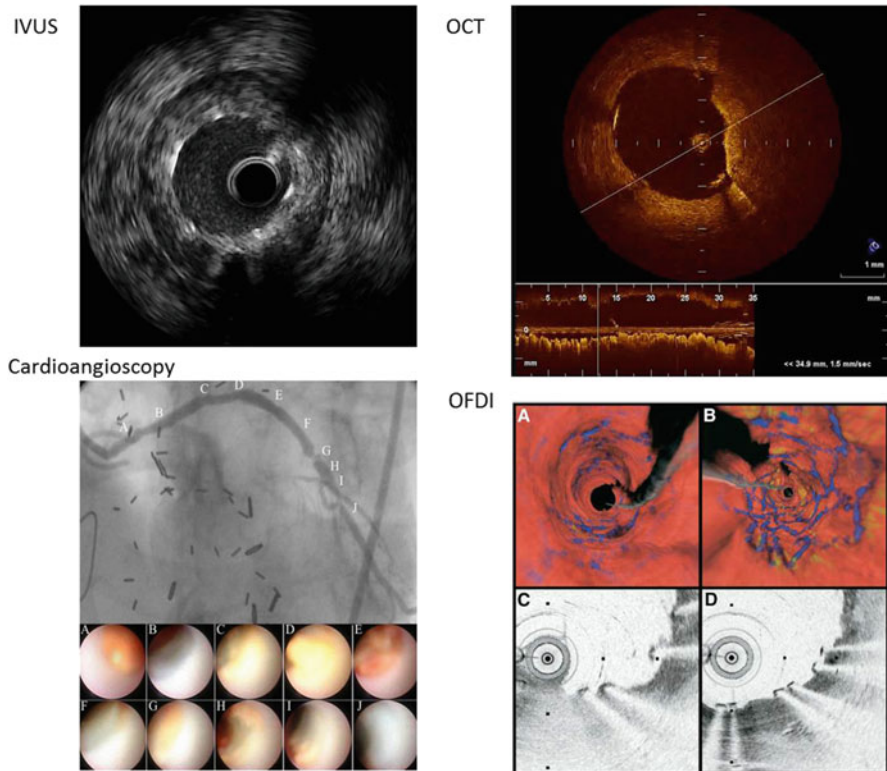 IVUS
OCT
1 mm
5 10 15 20 25 30 35 mm
0
mm
<< 34.9 mm, 1.5 mm/sec
Cardioangioscopy
A B C D E F G H I J
A B C D E
F G H I J
OFDI
A B
C D